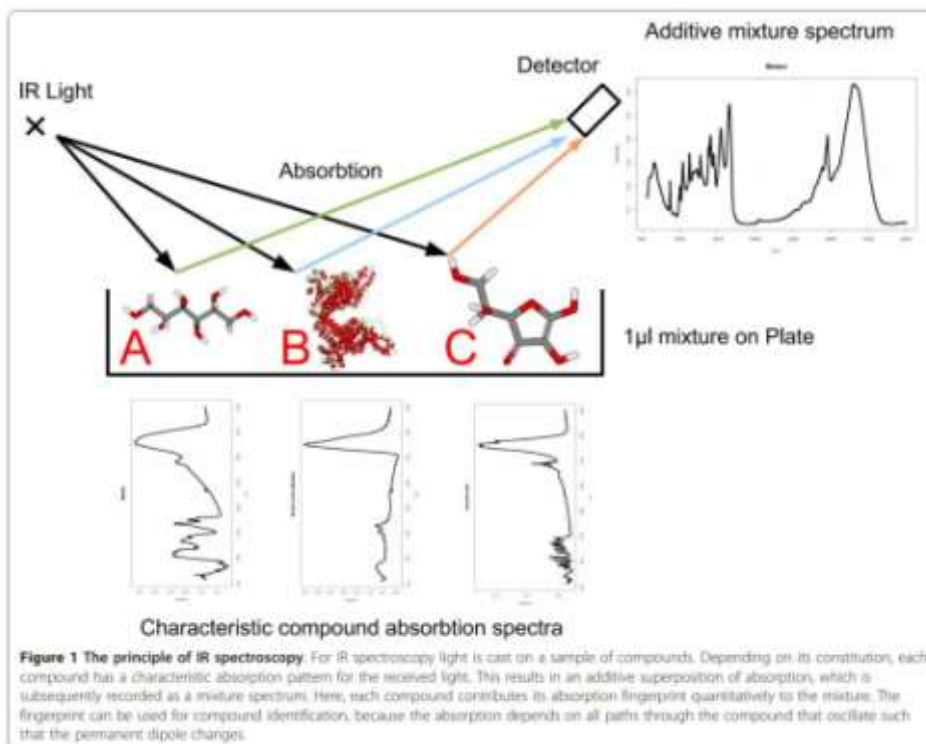 Additive mixture spectrum
Detector
IR Light
Absorbtion
A
B
C
1µl mixture on Plate
Characteristic compound absorbtion spectra
Figure 1 The principle of IR spectroscopy. For IR spectroscopy light is cast on a sample of compounds. Depending on its constitution, each
compound has a characteristic absorption pattern for the received light. This results in an additive superposition of absorption, which is
subsequently recorded as a mixture spectrum. Here, each compound contributes its absorption fingerprint quantitatively to the mixture. The
fingerprint can be used for compound identification, because the absorption depends on all paths through the compound that oscillate such
that the permanent dipole changes.